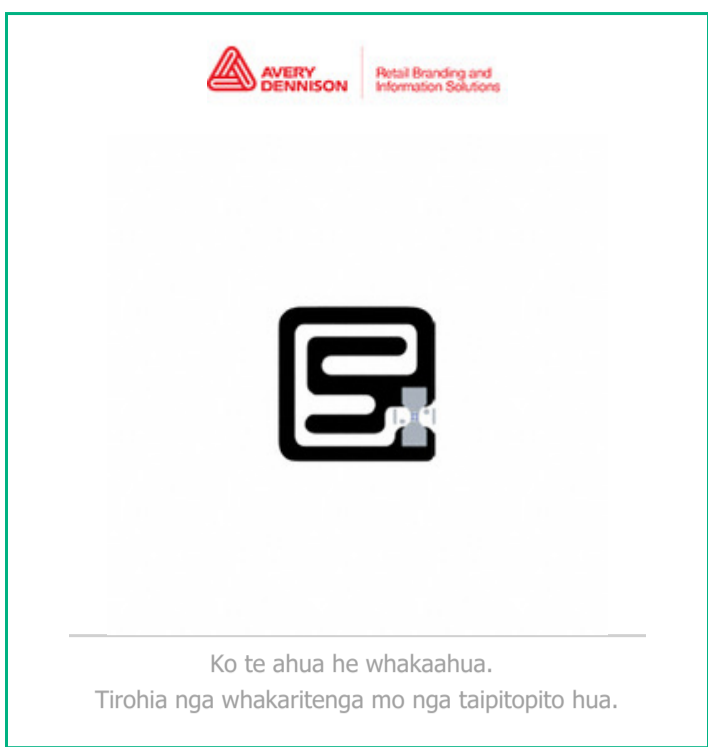 AVERY
DENNISON
Retail Branding and
Information Solutions
Ko te ahua he whakaahua.
Tirohia nga whakaritenga mo nga taipitopito hua.